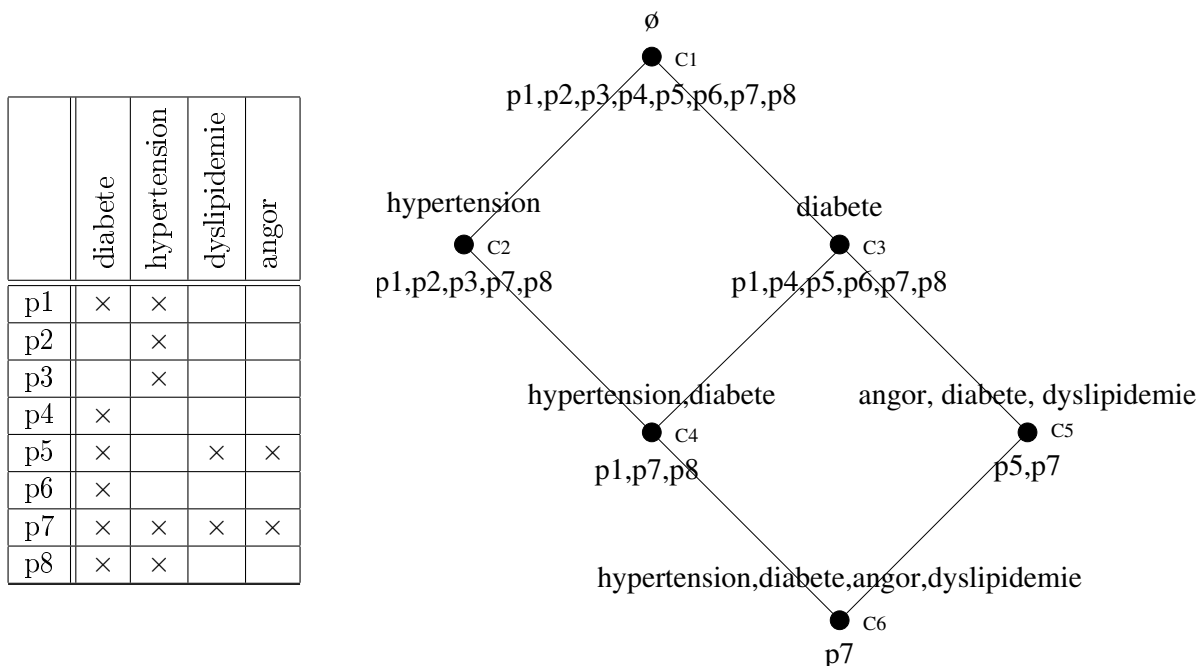 diabete hypertension dyslipidemie angor
p1 × ×
p2 ×
p3 ×
p4 ×
p5 × × ×
p6 ×
p7 × × × ×
p8 × ×
ø
C1
p1,p2,p3,p4,p5,p6,p7,p8
hypertension
C2
p1,p2,p3,p7,p8
diabete
C3
p1,p4,p5,p6,p7,p8
hypertension,diabete
C4
p1,p7,p8
angor, diabete, dyslipidemie
C5
p5,p7
hypertension,diabete,angor,dyslipidemie
C6
p7